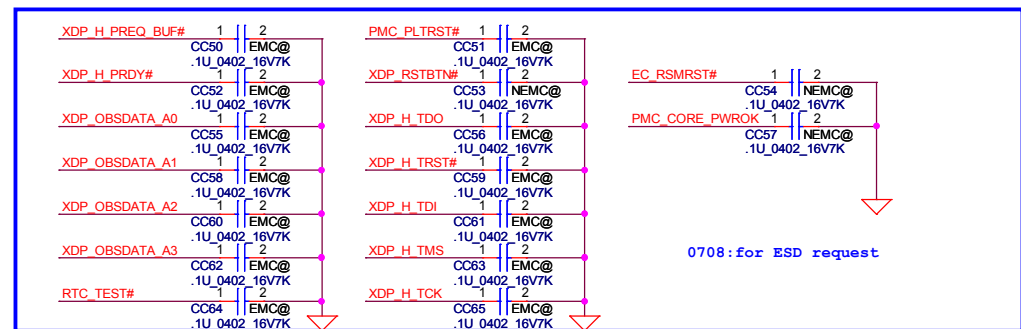 XDP_H_PREQ_BUF# 1 2
CC50 EMC@
.1U_0402_16V7K
XDP_H_PRDY# 1 2
CC52 EMC@
.1U_0402_16V7K
XDP_OBSDATA_A0 1 2
CC55 EMC@
.1U_0402_16V7K
XDP_OBSDATA_A1 1 2
CC58 EMC@
.1U_0402_16V7K
XDP_OBSDATA_A2 1 2
CC60 EMC@
.1U_0402_16V7K
XDP_OBSDATA_A3 1 2
CC62 EMC@
.1U_0402_16V7K
RTC_TEST# 1 2
CC64 EMC@
.1U_0402_16V7K
PMC_PLTRST# 1 2
CC51 EMC@
.1U_0402_16V7K
XDP_RSTBTN# 1 2
CC53 NEMC@
.1U_0402_16V7K
XDP_H_TDO 1 2
CC56 EMC@
.1U_0402_16V7K
XDP_H_TRST# 1 2
CC59 EMC@
.1U_0402_16V7K
XDP_H_TDI 1 2
CC61 EMC@
.1U_0402_16V7K
XDP_H_TMS 1 2
CC63 EMC@
.1U_0402_16V7K
XDP_H_TCK 1 2
CC65 EMC@
.1U_0402_16V7K
EC_RSMRST# 1 2
CC54 NEMC@
.1U_0402_16V7K
PMC_CORE_PWROK 1 2
CC57 NEMC@
.1U_0402_16V7K
0708:for ESD request